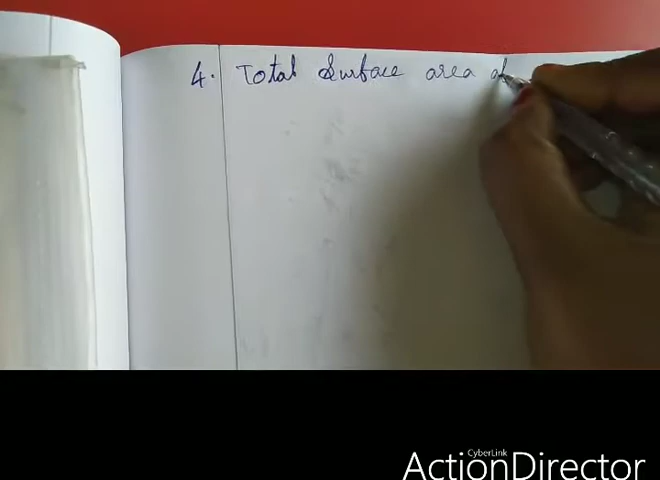 4. Total Surface area of
CyberLink
ActionDirector